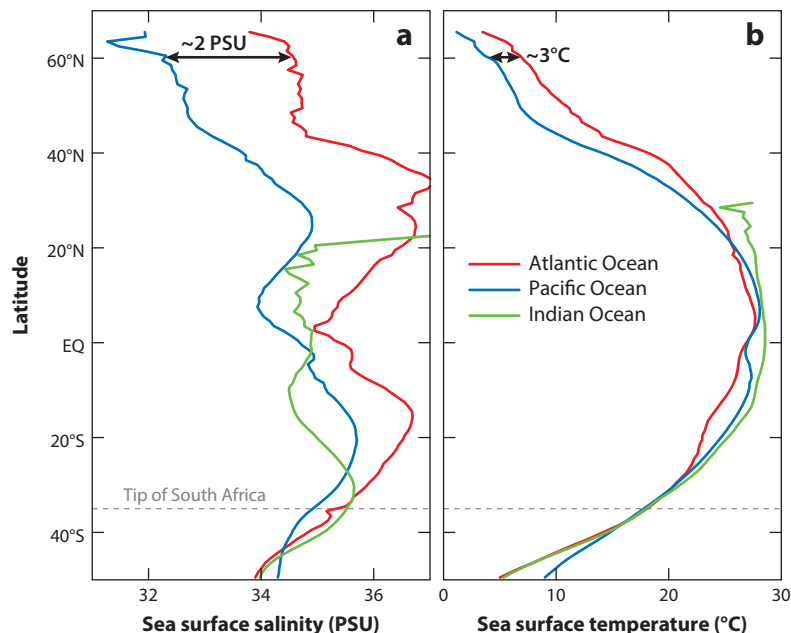 a
b
~2 PSU
~3°C
60°N
40°N
20°N
EQ
20°S
40°S
Latitude
Atlantic Ocean
Pacific Ocean
Indian Ocean
Tip of South Africa
32
34
36
0
10
20
30
Sea surface salinity (PSU)
Sea surface temperature (°C)